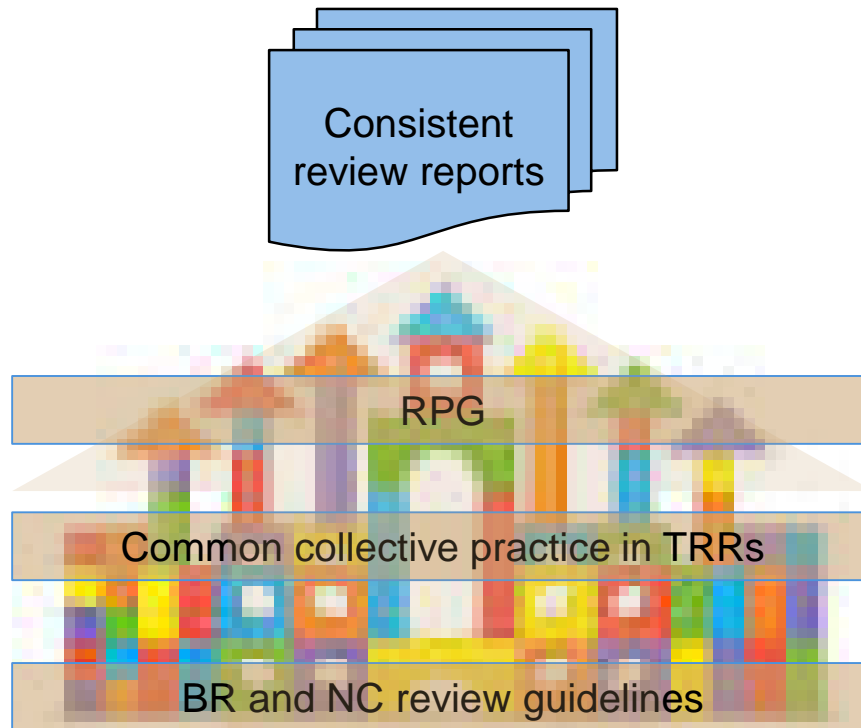 Consistent
review reports
RPG
Common collective practice in TRRs
BR and NC review guidelines